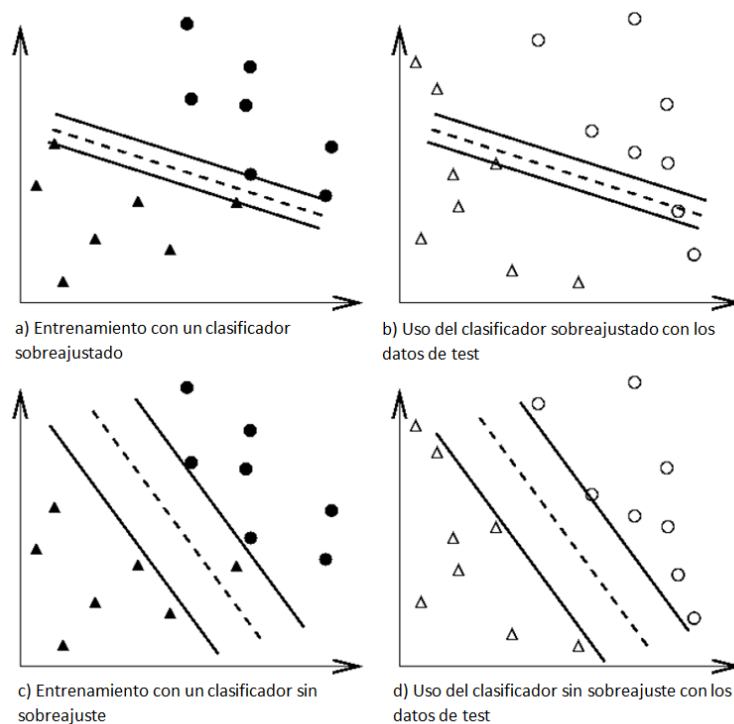 a) Entrenamiento con un clasificador
sobreajustado
b) Uso del clasificador sobreajustado con los
datos de test
c) Entrenamiento con un clasificador sin
sobreajuste
d) Uso del clasificador sin sobreajuste con los
datos de test